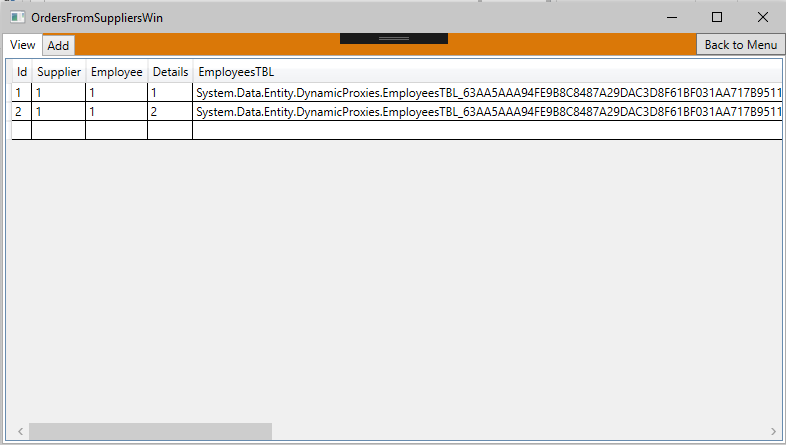 OrdersFromSuppliersWin
View Add Back to Menu
Id Supplier Employee Details EmployeesTBL
1 1 1 1 System.Data.Entity.DynamicProxies.EmployeesTBL_63AA5AAA94FE9B8C8487A29DAC3D8F61BF031AA717B9511
2 1 1 2 System.Data.Entity.DynamicProxies.EmployeesTBL_63AA5AAA94FE9B8C8487A29DAC3D8F61BF031AA717B9511